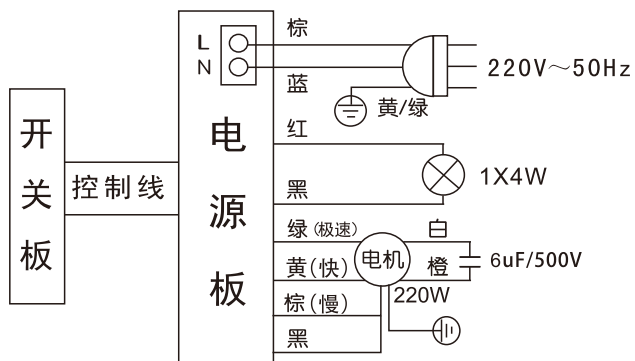 开关板
控制线
电源板
L
N
棕
蓝
黄/绿
220V～50Hz
红
黑
1X4W
绿(极速)
黄(快)
棕(慢)
黑
电机
220W
白
橙
6uF/500V